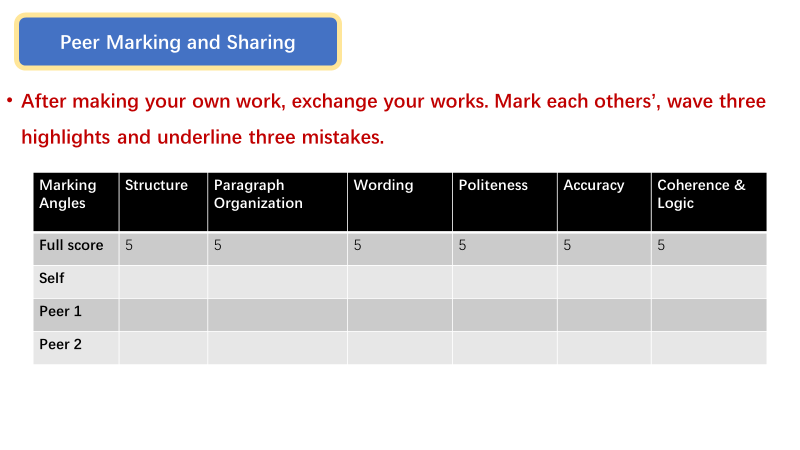 Peer Marking and Sharing
• After making your own work, exchange your works. Mark each others’, wave three
highlights and underline three mistakes.
Marking Angles Structure Paragraph Organization Wording Politeness Accuracy Coherence & Logic
Full score 5 5 5 5 5 5
Self
Peer 1
Peer 2